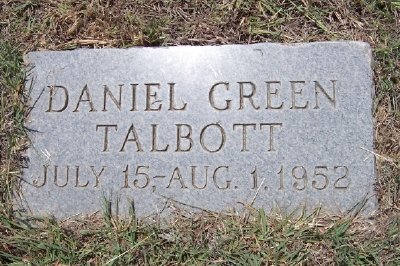 DANIEL GREEN
TALBOTT
JULY 15,-AUG. 1, 1952